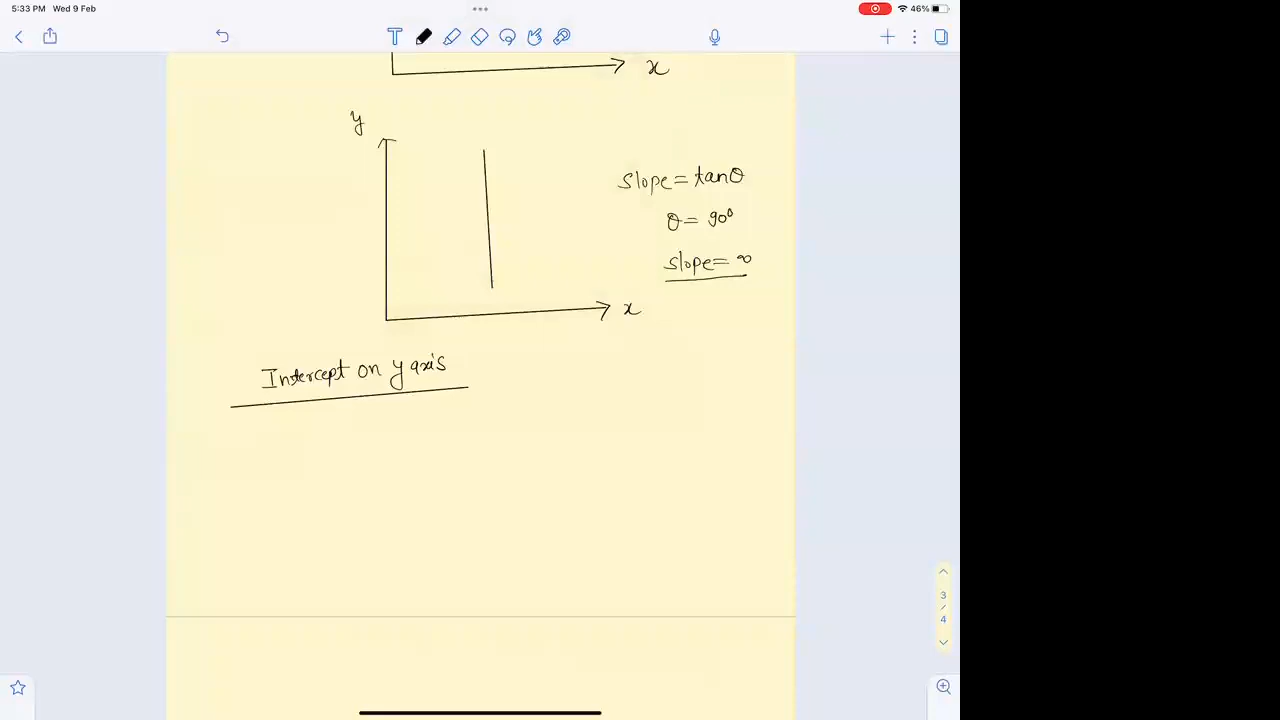 5:33 PM Wed 9 Feb
46%
T
x
y
slope = tanθ
θ = 90°
slope = ∞
x
Intercept on y axis
3
/
4